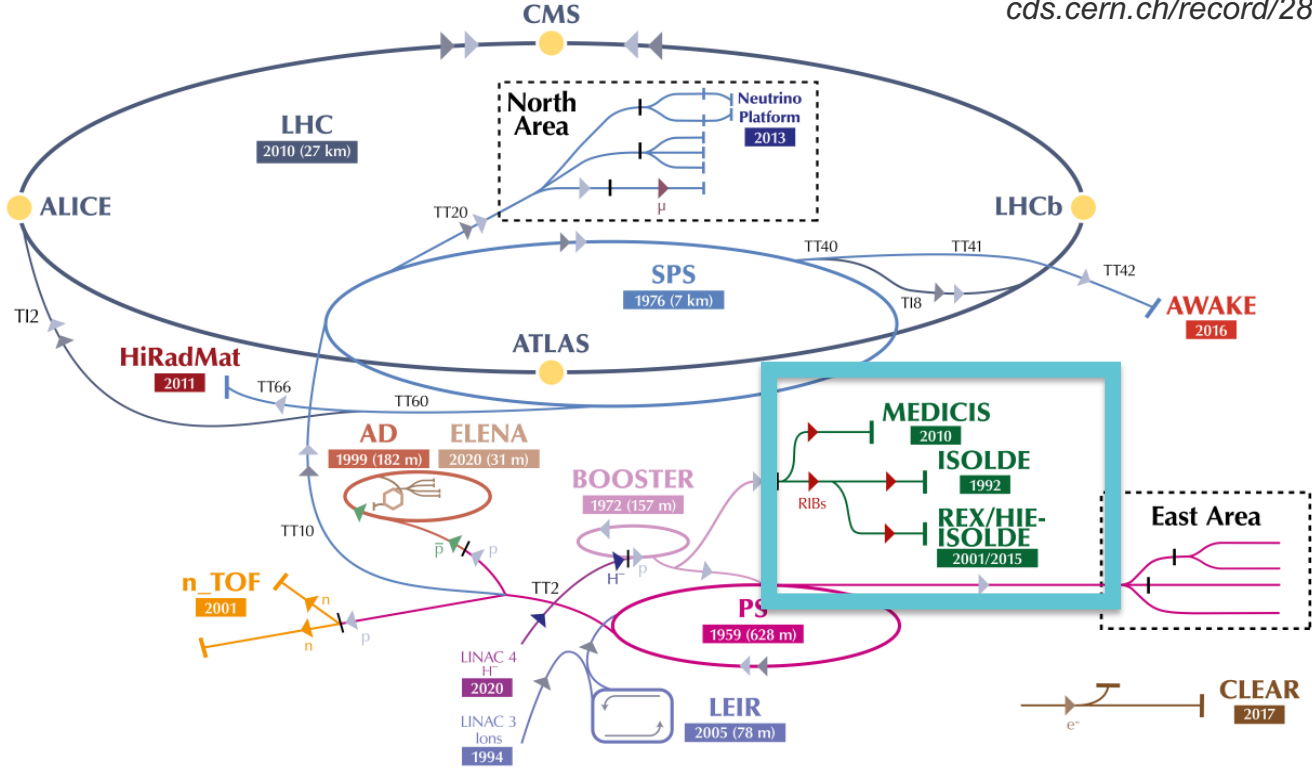 cds.cern.ch/record/28
CMS
North
Area
Neutrino
Platform
2013
LHC
2010 (27 km)
μ
ALICE
LHCb
TT20
TT40
TT41
TT42
SPS
1976 (7 km)
TI8
TI2
AWAKE
2016
ATLAS
HiRadMat
2011
TT66
TT60
MEDICIS
2010
AD
1999 (182 m)
ELENA
2020 (31 m)
ISOLDE
1992
BOOSTER
1972 (157 m)
RIBs
REX/HIE-
ISOLDE
2001/2015
East Area
TT10
p̅
p
H⁻
p
n_TOF
2001
n
n
p
TT2
PS
1959 (628 m)
LINAC 4
H⁻
2020
LINAC 3
Ions
1994
LEIR
2005 (78 m)
e⁻
CLEAR
2017